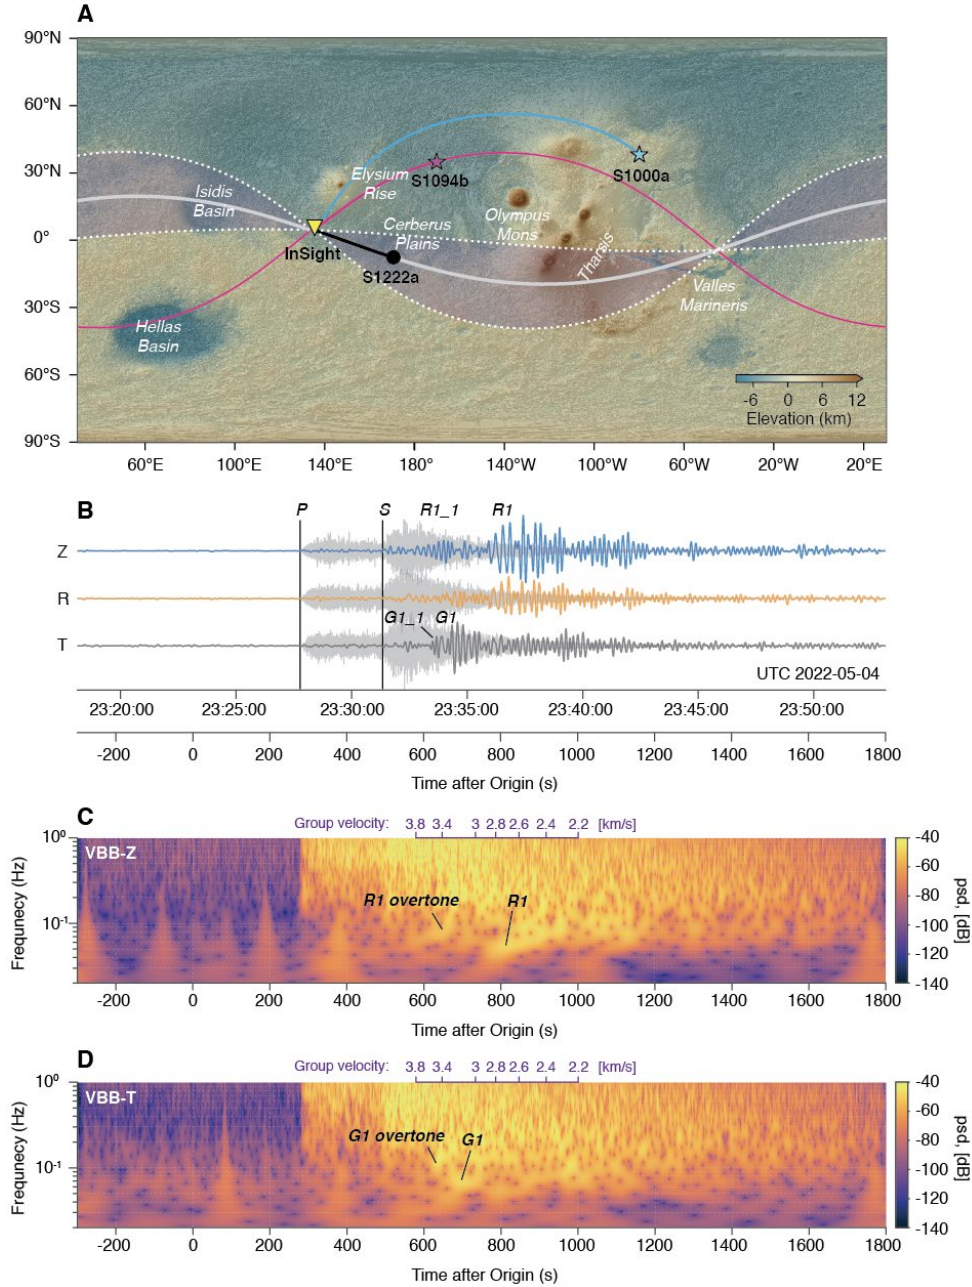 A
90°N
60°N
30°N
0°
30°S
60°S
90°S
Isidis
Basin
Elysium
Rise
S1094b
S1000a
Cerberus
Plains
Olympus
Mons
InSight
S1222a
Tharsis
Valles
Marineris
Hellas
Basin
-6 0 6 12
Elevation (km)
60°E 100°E 140°E 180° 140°W 100°W 60°W 20°W 20°E
B
P S R1_1 R1
Z
R
G1_1 G1
T
UTC 2022-05-04
23:20:00 23:25:00 23:30:00 23:35:00 23:40:00 23:45:00 23:50:00
-200 0 200 400 600 800 1000 1200 1400 1600 1800
Time after Origin (s)
C
Group velocity: 3.8 3.4 3 2.8 2.6 2.4 2.2 [km/s]
VBB-Z
10⁰
10⁻¹
Frequnecy (Hz)
R1 overtone
R1
-40
-60
-80
-100
-120
-140
psd. [dB]
-200 0 200 400 600 800 1000 1200 1400 1600 1800
Time after Origin (s)
D
Group velocity: 3.8 3.4 3 2.8 2.6 2.4 2.2 [km/s]
VBB-T
10⁰
10⁻¹
Frequnecy (Hz)
G1 overtone
G1
-40
-60
-80
-100
-120
-140
psd. [dB]
-200 0 200 400 600 800 1000 1200 1400 1600 1800
Time after Origin (s)